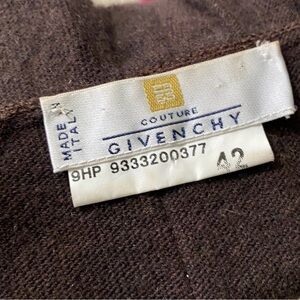 MADE IN
ITALY
COUTURE
GIVENCHY
9HP 9333200377 42